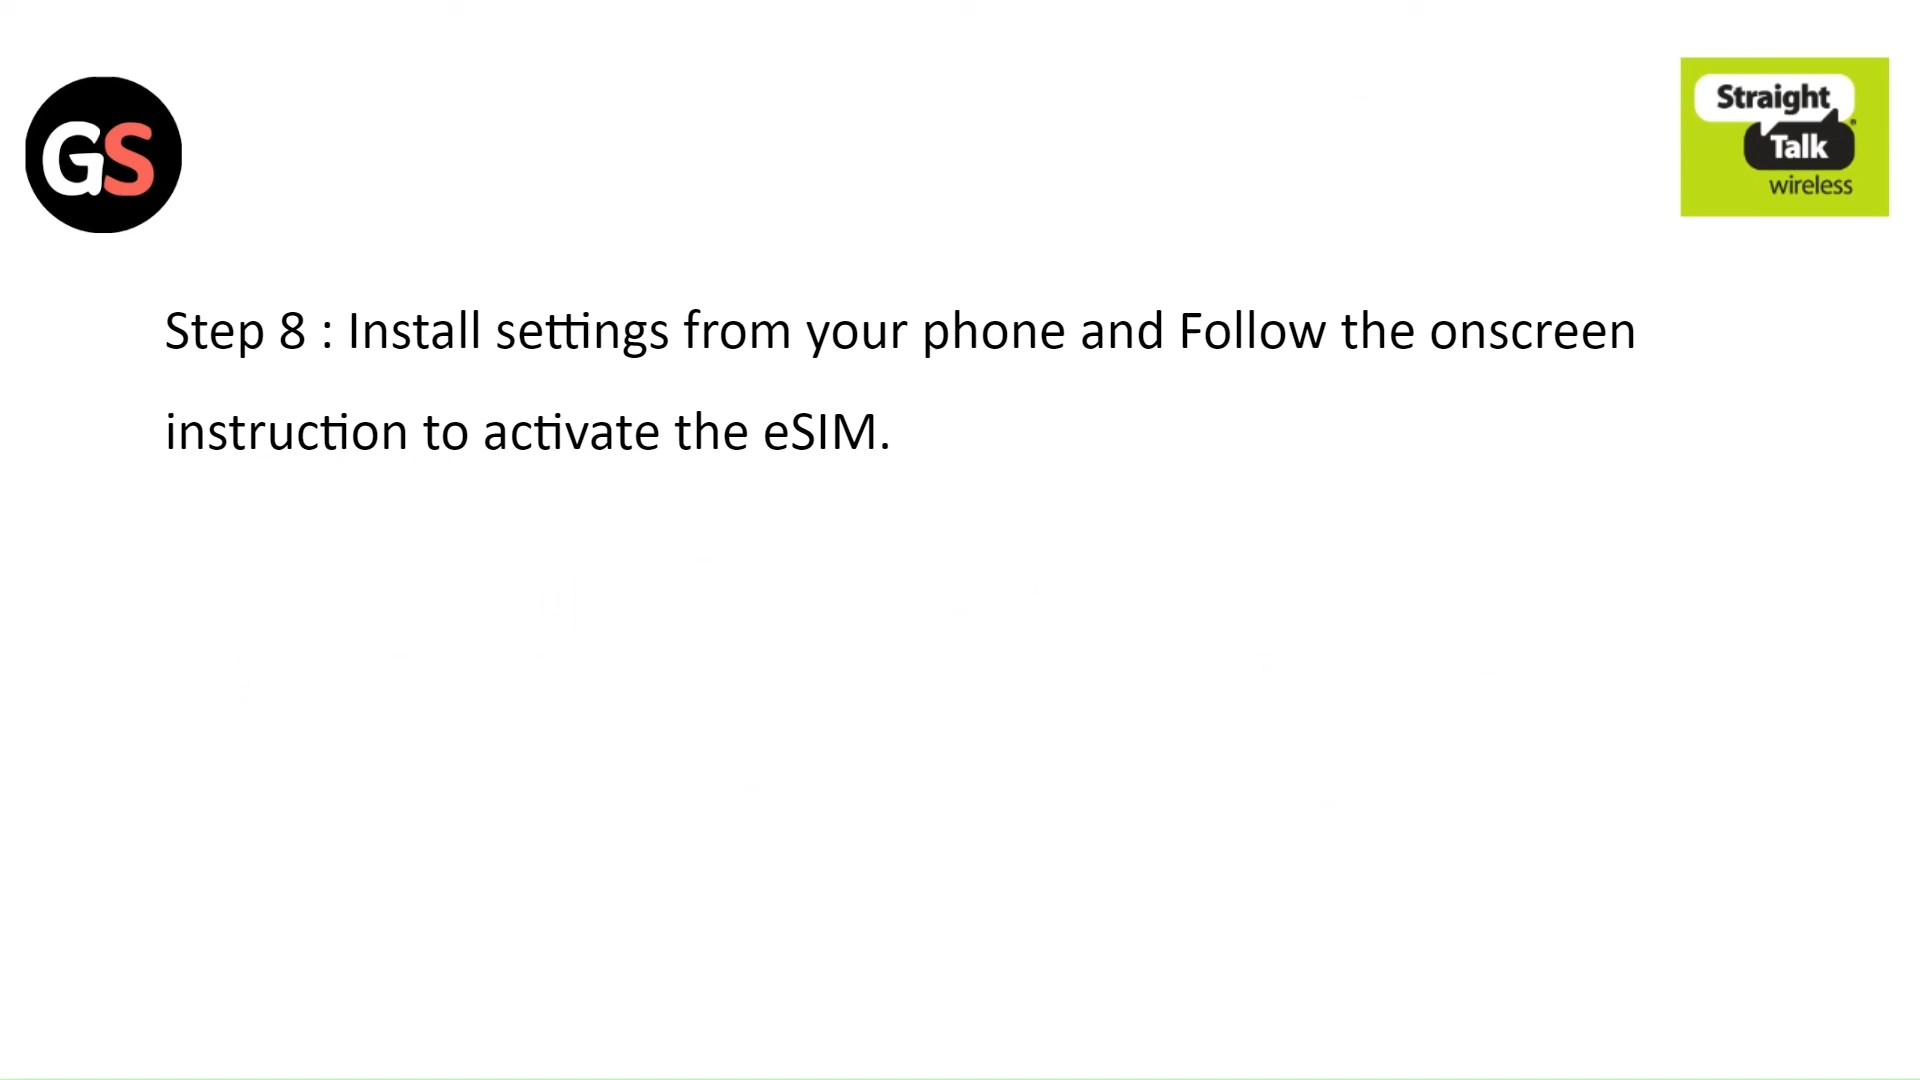 GS
Straight
Talk
wireless
Step 8 : Install settings from your phone and Follow the onscreen
instruction to activate the eSIM.